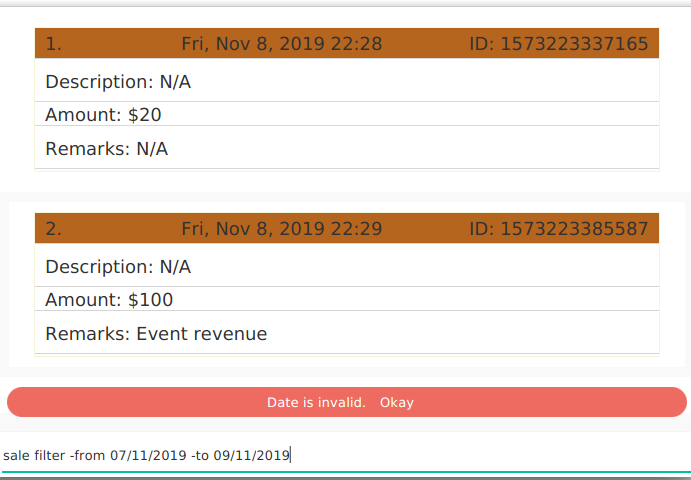 1. Fri, Nov 8, 2019 22:28 ID: 1573223337165
Description: N/A
Amount: $20
Remarks: N/A
2. Fri, Nov 8, 2019 22:29 ID: 1573223385587
Description: N/A
Amount: $100
Remarks: Event revenue
Date is invalid. Okay
sale filter -from 07/11/2019 -to 09/11/2019